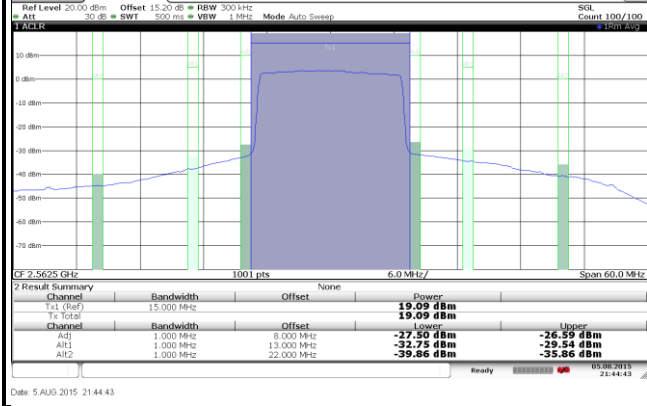 Ref Level 20.00 dBm Offset 15.20 dB RBW 300 kHz SGL
Att 30 dB SWT 500 ms VBW 1 MHz Mode Auto Sweep Count 100/100
1 ACLR 1Rm Avg
10 dBm
0 dBm
-10 dBm
-20 dBm
-30 dBm
-40 dBm
-50 dBm
-60 dBm
-70 dBm
CF 2.5625 GHz 1001 pts 6.0 MHz/ Span 60.0 MHz
2 Result Summary None
Channel Bandwidth Offset Power
Tx1 (Ref) 15.000 MHz 19.09 dBm
Tx Total 19.09 dBm
Channel Bandwidth Offset Lower Upper
Adj 1.000 MHz 8.000 MHz -27.50 dBm -26.59 dBm
Alt1 1.000 MHz 13.000 MHz -32.75 dBm -29.54 dBm
Alt2 1.000 MHz 22.000 MHz -39.86 dBm -35.86 dBm
Ready 05.08.2015
21:44:43
Date: 5.AUG.2015 21:44:43